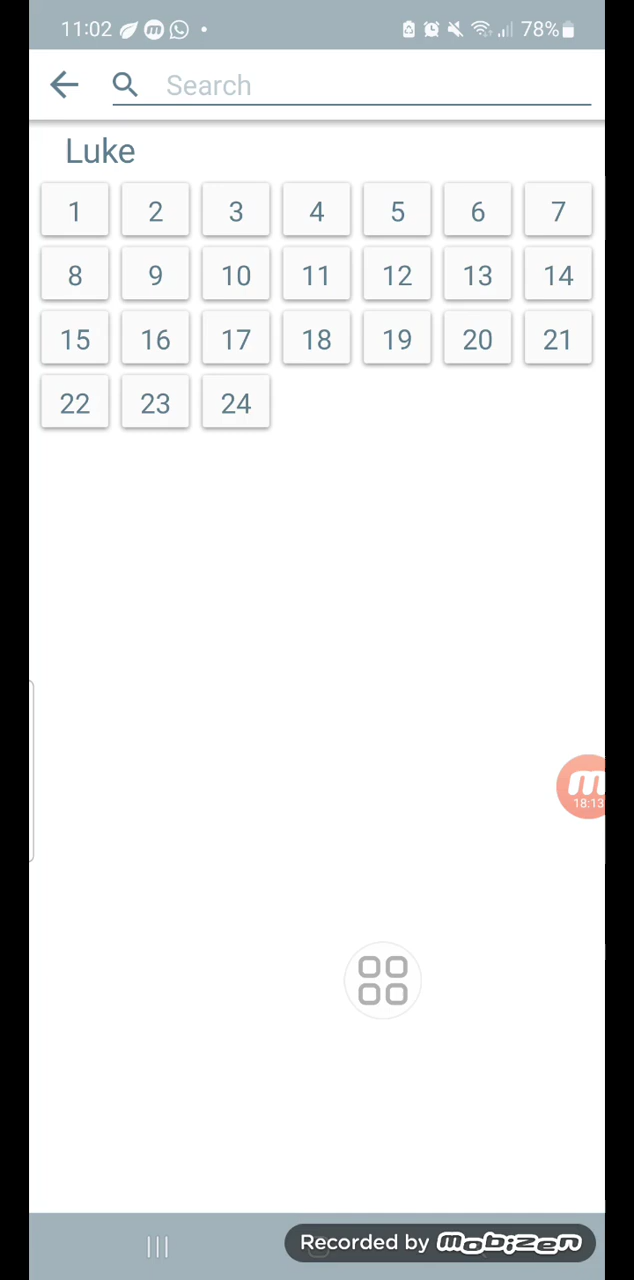 11:02 78%
Search
Luke
1 2 3 4 5 6 7
8 9 10 11 12 13 14
15 16 17 18 19 20 21
22 23 24
m
18:13
Recorded by mobizen